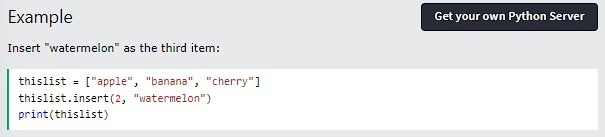 Example
Get your own Python Server
Insert "watermelon" as the third item:
thislist = ["apple", "banana", "cherry"]
thislist.insert(2, "watermelon")
print(thislist)